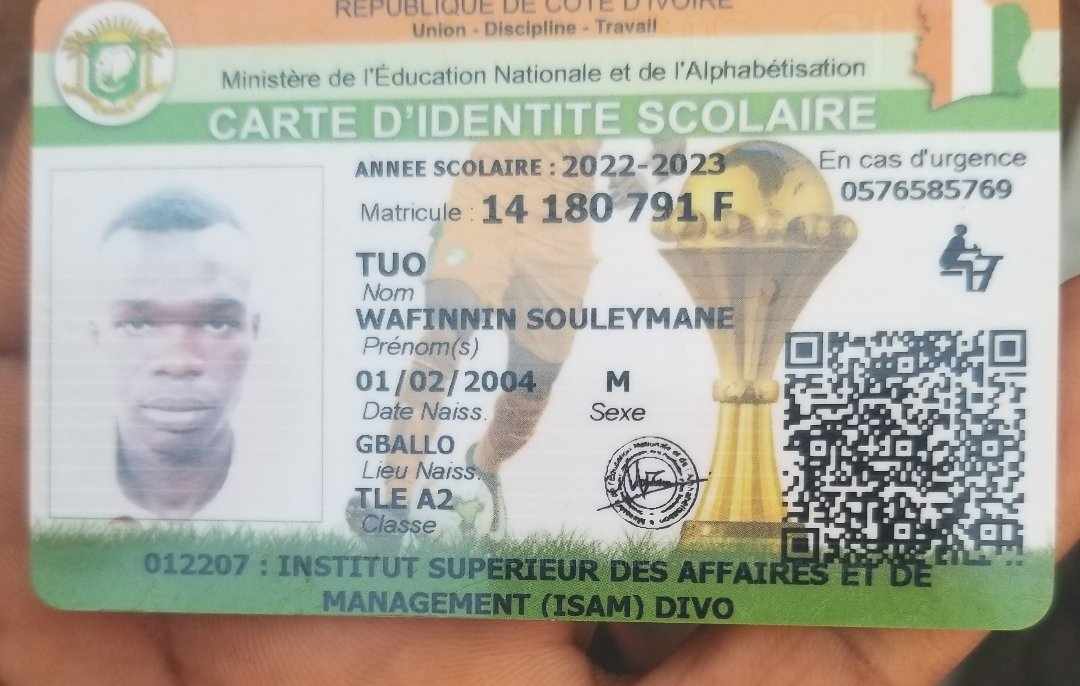 REPUBLIQUE DE COTE D'IVOIRE
Union - Discipline - Travail
Ministère de l'Éducation Nationale et de l'Alphabétisation
CARTE D'IDENTITE SCOLAIRE
ANNEE SCOLAIRE : 2022-2023
En cas d'urgence
0576585769
Matricule : 14 180 791 F
TUO
Nom
WAFINNIN SOULEYMANE
Prénom(s)
01/02/2004 M
Date Naiss. Sexe
GBALLO
Lieu Naiss.
TLE A2
Classe
012207 : INSTITUT SUPERIEUR DES AFFAIRES ET DE
MANAGEMENT (ISAM) DIVO